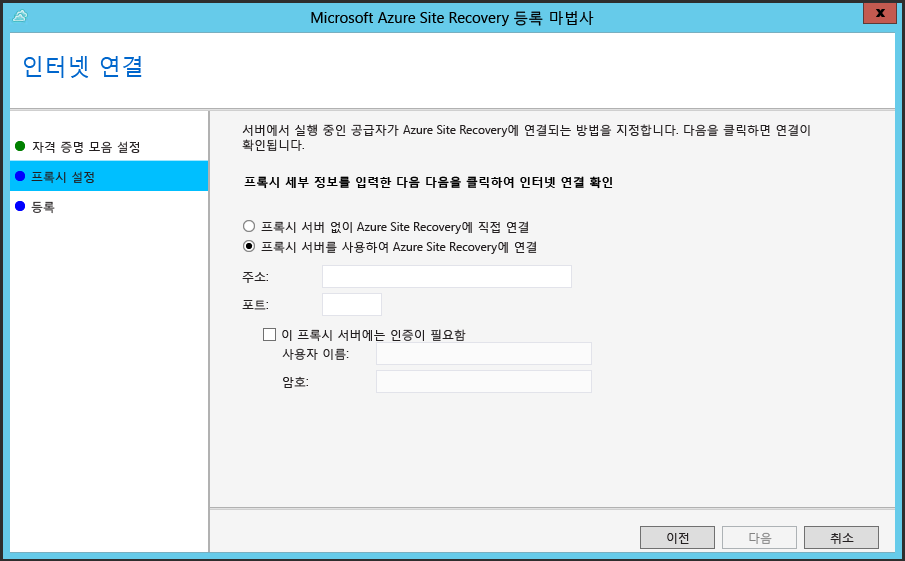 Microsoft Azure Site Recovery 등록 마법사
x
인터넷 연결
자격 증명 모음 설정
프록시 설정
등록
서버에서 실행 중인 공급자가 Azure Site Recovery에 연결되는 방법을 지정합니다. 다음을 클릭하면 연결이
확인됩니다.
프록시 세부 정보를 입력한 다음 다음을 클릭하여 인터넷 연결 확인
프록시 서버 없이 Azure Site Recovery에 직접 연결
프록시 서버를 사용하여 Azure Site Recovery에 연결
주소:
포트:
이 프록시 서버에는 인증이 필요함
사용자 이름:
암호:
이전
다음
취소